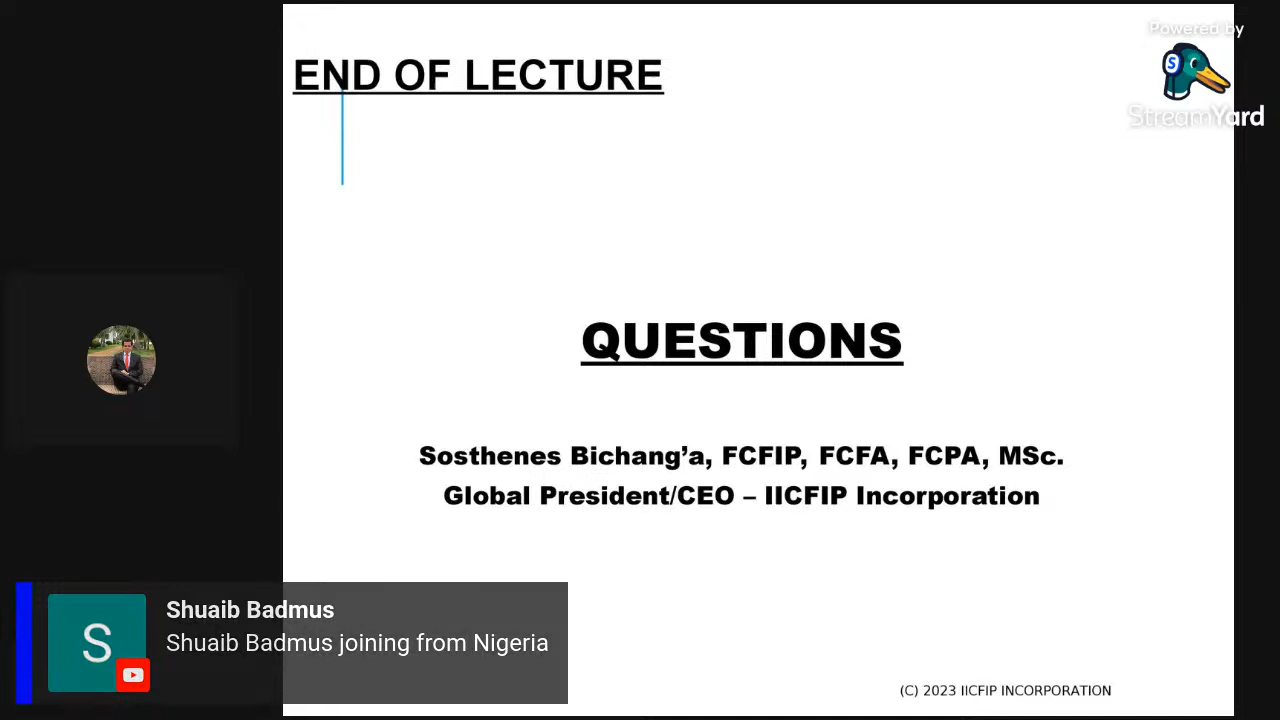 Powered by
StreamYard
END OF LECTURE
QUESTIONS
Sosthenes Bichang’a, FCFIP, FCFA, FCPA, MSc.
Global President/CEO – IICFIP Incorporation
S
Shuaib Badmus
Shuaib Badmus joining from Nigeria
(C) 2023 IICFIP INCORPORATION